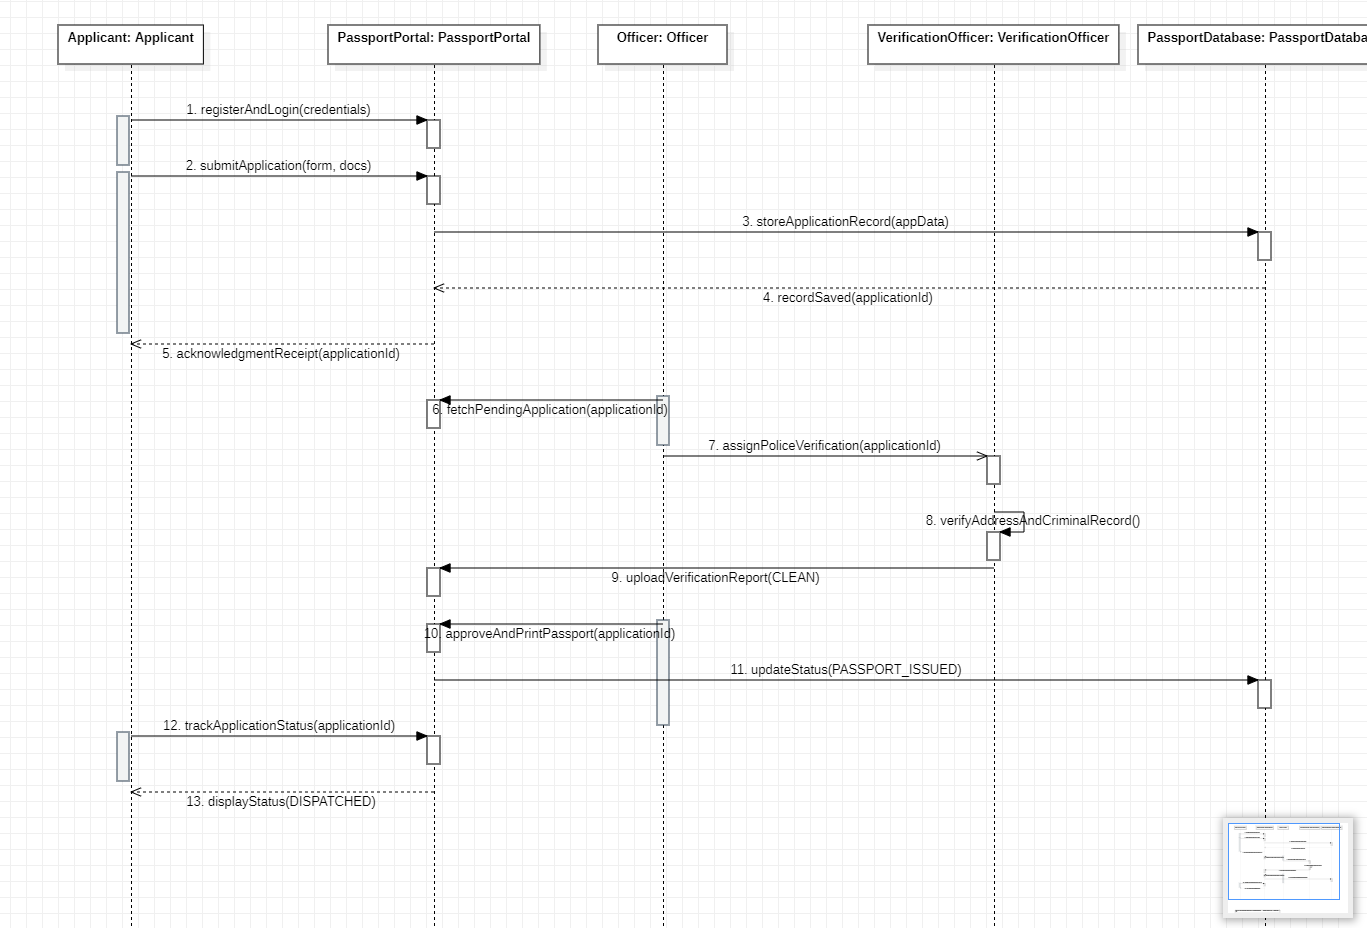 Applicant: Applicant
PassportPortal: PassportPortal
Officer: Officer
VerificationOfficer: VerificationOfficer
PassportDatabase: PassportDataba
1. registerAndLogin(credentials)
2. submitApplication(form, docs)
3. storeApplicationRecord(appData)
4. recordSaved(applicationId)
5. acknowledgmentReceipt(applicationId)
6. fetchPendingApplication(applicationId)
7. assignPoliceVerification(applicationId)
8. verifyAddressAndCriminalRecord()
9. uploadVerificationReport(CLEAN)
10. approveAndPrintPassport(applicationId)
11. updateStatus(PASSPORT_ISSUED)
12. trackApplicationStatus(applicationId)
13. displayStatus(DISPATCHED)